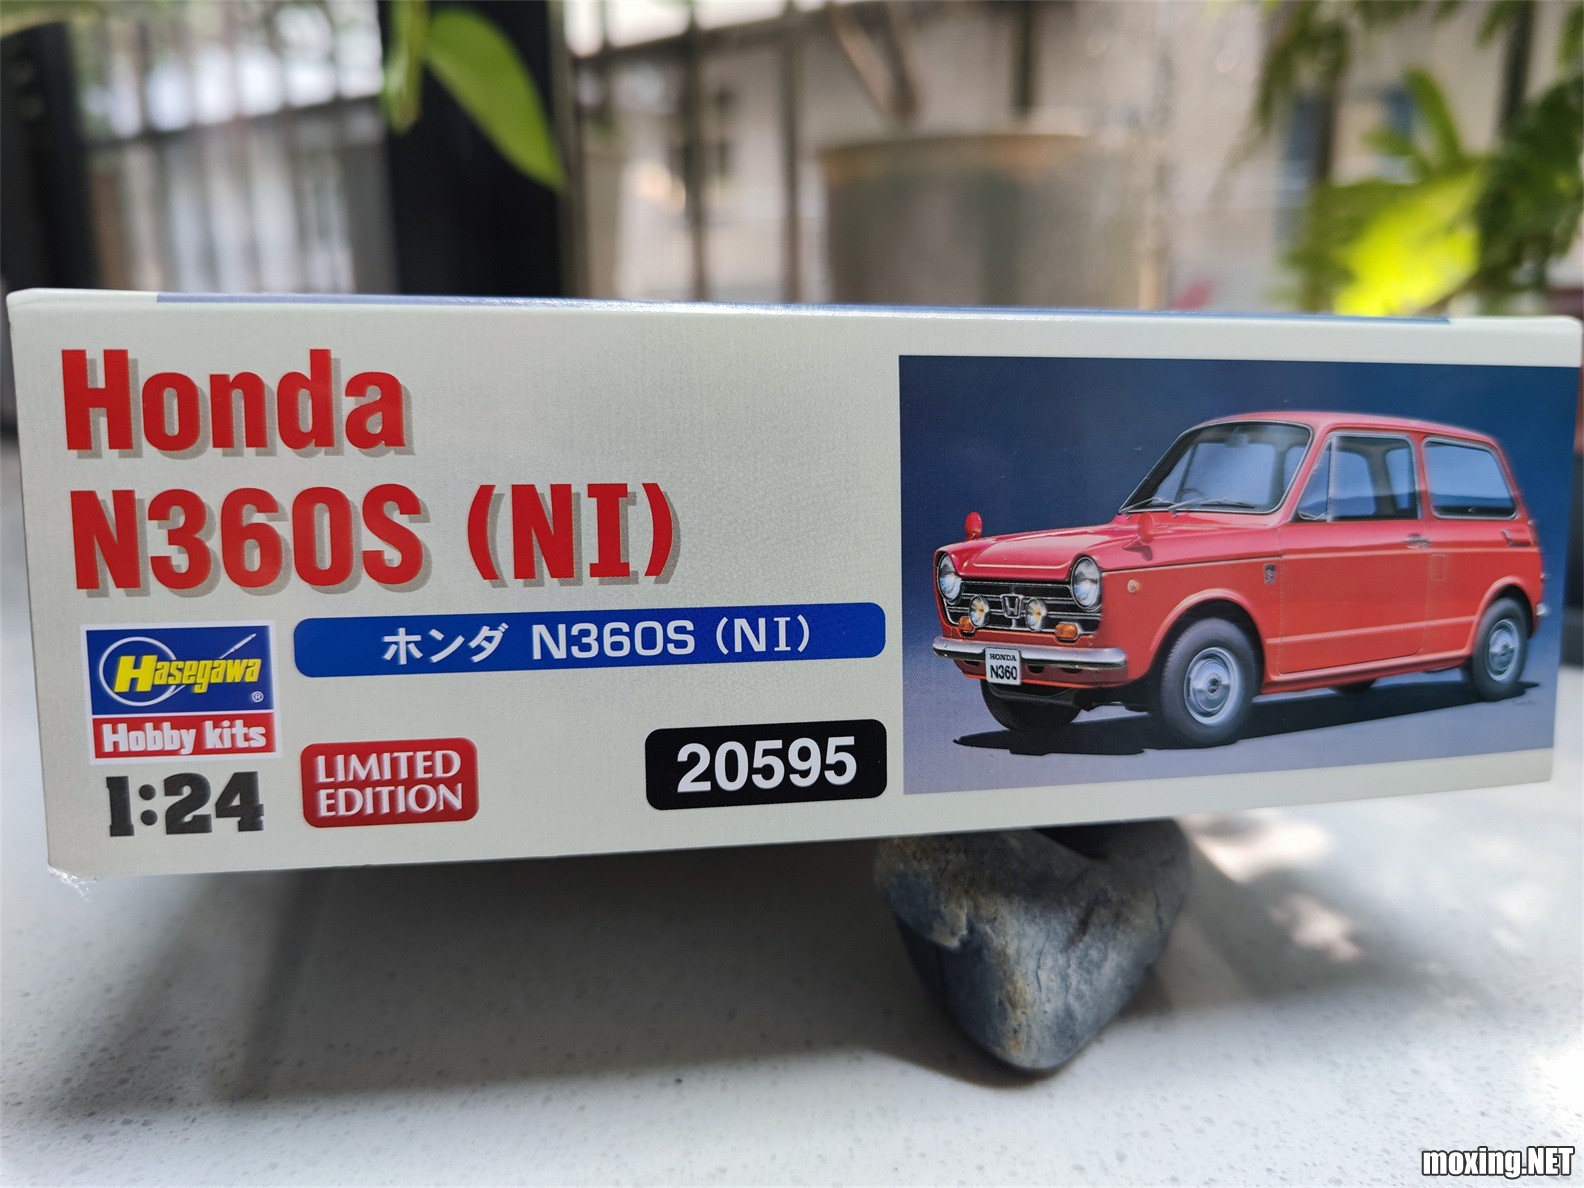 Honda
N360S (NI)
ホンダ N360S (NI)
Hasegawa®
Hobby kits
1:24
LIMITED
EDITION
20595
HONDA
N360
moxing.NET